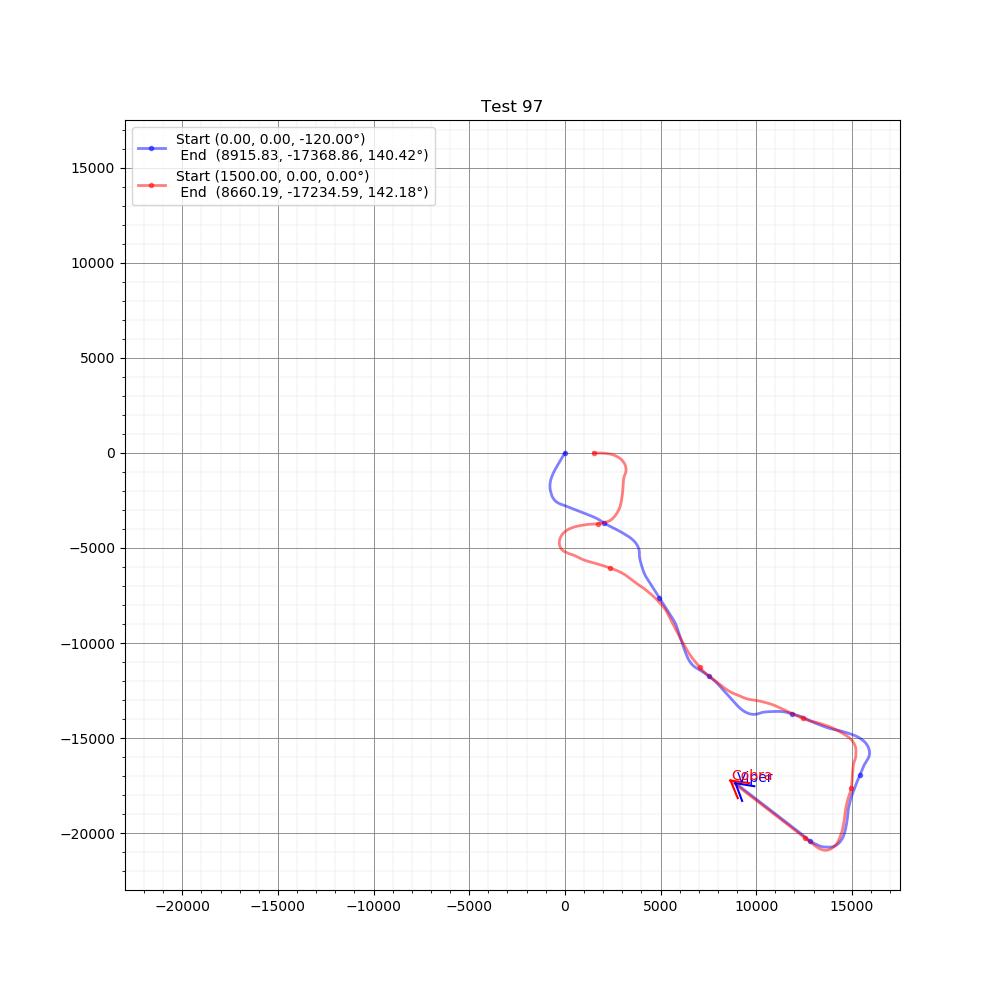 Test 97
Start (0.00, 0.00, -120.00°)
End (8915.83, -17368.86, 140.42°)
Start (1500.00, 0.00, 0.00°)
End (8660.19, -17234.59, 142.18°)
15000
10000
5000
0
−5000
−10000
−15000
−20000
Cobra
Viper
−20000 −15000 −10000 −5000 0 5000 10000 15000